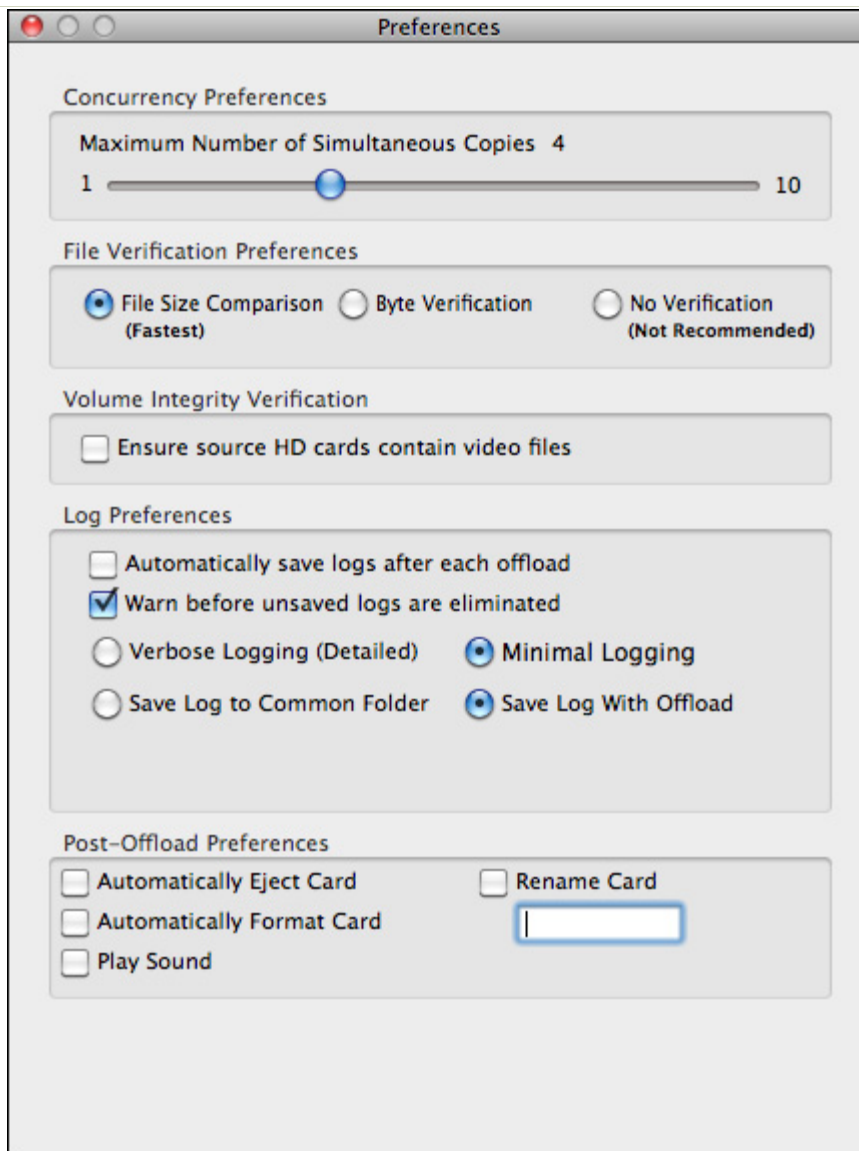 Preferences
Concurrency Preferences
Maximum Number of Simultaneous Copies 4
1 10
File Verification Preferences
File Size Comparison Byte Verification No Verification
(Fastest) (Not Recommended)
Volume Integrity Verification
Ensure source HD cards contain video files
Log Preferences
Automatically save logs after each offload
Warn before unsaved logs are eliminated
Verbose Logging (Detailed) Minimal Logging
Save Log to Common Folder Save Log With Offload
Post-Offload Preferences
Automatically Eject Card Rename Card
Automatically Format Card
Play Sound